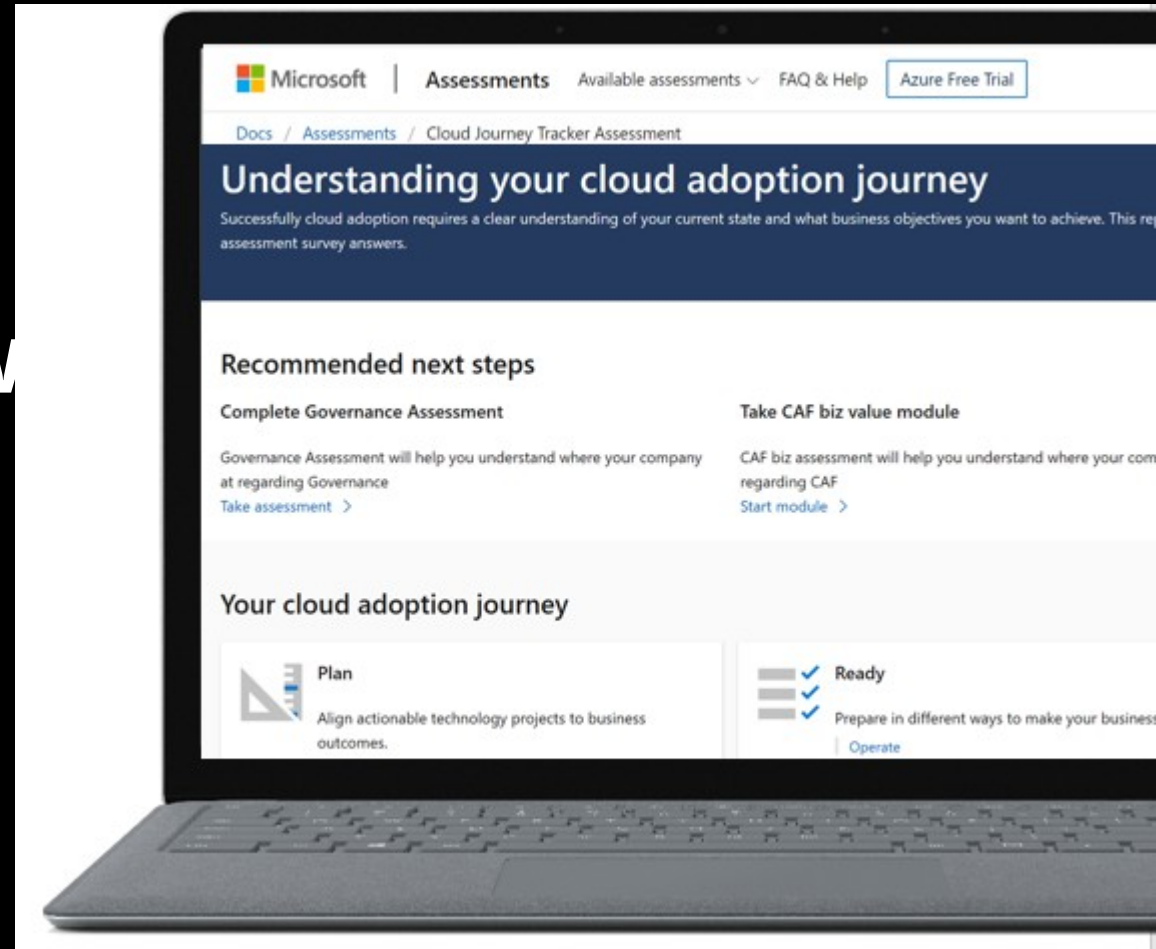 Microsoft | Assessments Available assessments FAQ & Help Azure Free Trial
Docs / Assessments / Cloud Journey Tracker Assessment
Understanding your cloud adoption journey
Successfully cloud adoption requires a clear understanding of your current state and what business objectives you want to achieve. This
assessment survey answers.
Recommended next steps
Complete Governance Assessment
Governance Assessment will help you understand where your company
at regarding Governance
Take assessment >
Take CAF biz value module
CAF biz assessment will help you understand where your
regarding CAF
Start module >
Your cloud adoption journey
Plan
Align actionable technology projects to business
outcomes.
Ready
Prepare in different ways to make your business
Operate